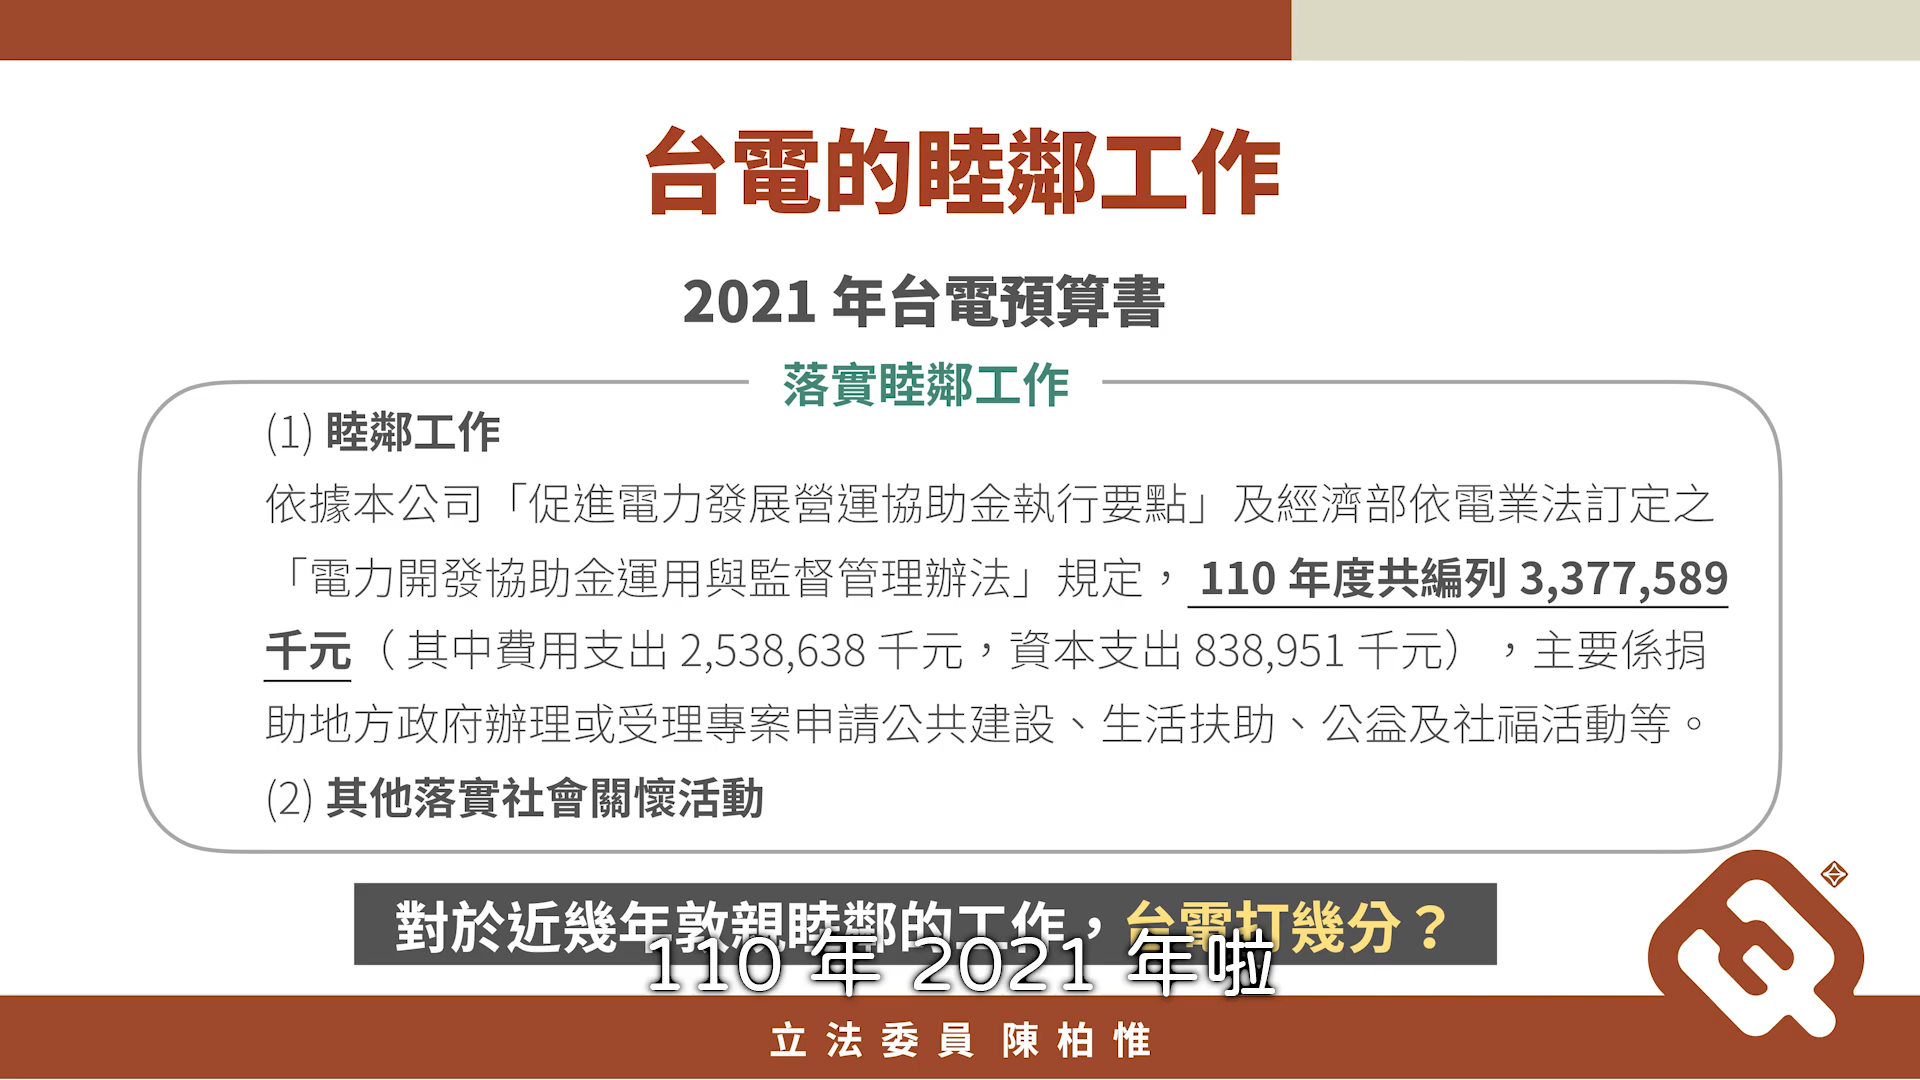 台電的睦鄰工作
2021 年台電預算書
落實睦鄰工作
(1) 睦鄰工作
依據本公司「促進電力發展營運協助金執行要點」及經濟部依電業法訂定之
「電力開發協助金運用與監督管理辦法」規定，110 年度共編列 3,377,589
千元（其中費用支出 2,538,638 千元，資本支出 838,951 千元），主要係捐
助地方政府辦理或受理專案申請公共建設、生活扶助、公益及社福活動等。
(2) 其他落實社會關懷活動
對於近幾年敦親睦鄰的工作，台電打幾分？
110 年 2021 年啦
立法委員 陳柏惟